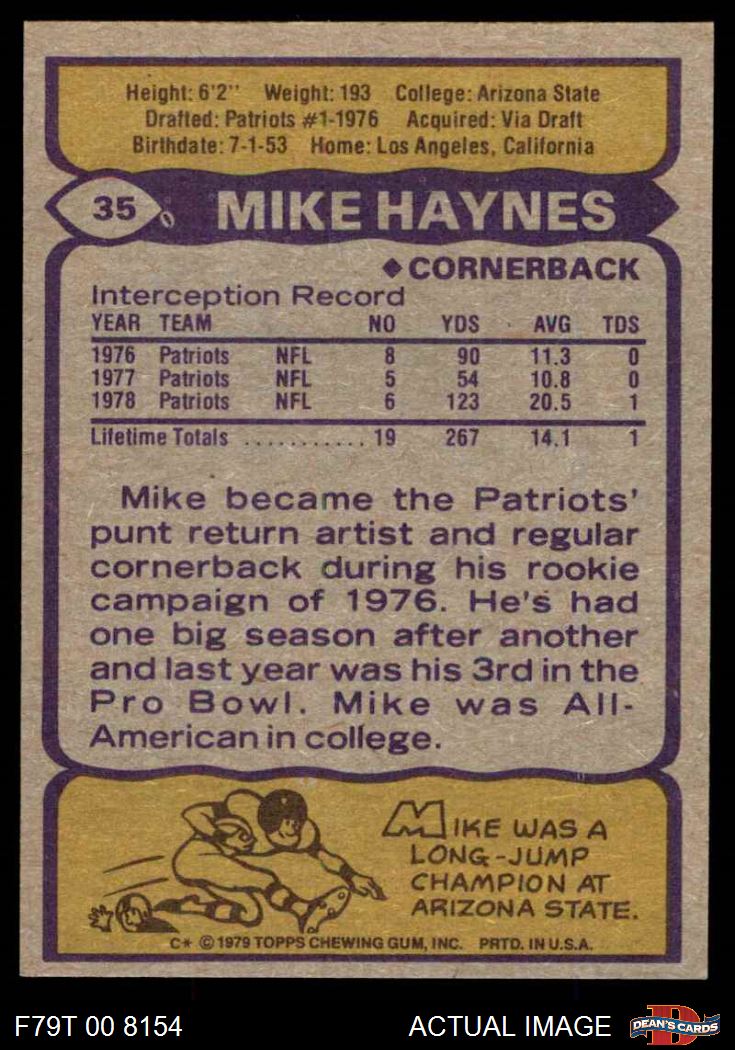 Height: 6'2" Weight: 193 College: Arizona State
Drafted: Patriots #1-1976 Acquired: Via Draft
Birthdate: 7-1-53 Home: Los Angeles, California
35 MIKE HAYNES
◆ CORNERBACK
Interception Record
YEAR TEAM NO YDS AVG TDS
1976 Patriots NFL 8 90 11.3 0
1977 Patriots NFL 5 54 10.8 0
1978 Patriots NFL 6 123 20.5 1
Lifetime Totals ........... 19 267 14.1 1
Mike became the Patriots'
punt return artist and regular
cornerback during his rookie
campaign of 1976. He's had
one big season after another
and last year was his 3rd in the
Pro Bowl. Mike was All-
American in college.
MIKE WAS A
LONG-JUMP
CHAMPION AT
ARIZONA STATE.
C* © 1979 TOPPS CHEWING GUM, INC. PRTD. IN U.S.A.
F79T 00 8154 ACTUAL IMAGE D DEAN'S CARDS